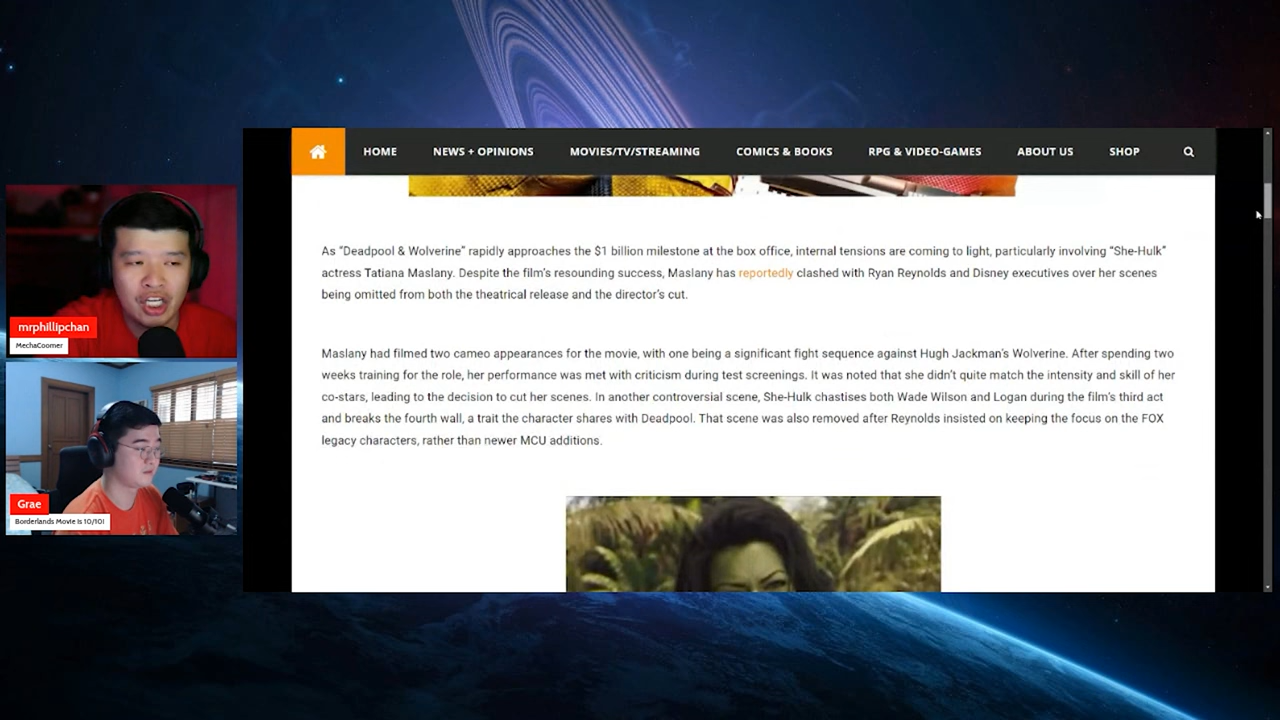 HOME NEWS + OPINIONS MOVIES/TV/STREAMING COMICS & BOOKS RPG & VIDEO-GAMES ABOUT US SHOP
As “Deadpool & Wolverine” rapidly approaches the $1 billion milestone at the box office, internal tensions are coming to light, particularly involving “She-Hulk”
actress Tatiana Maslany. Despite the film’s resounding success, Maslany has reportedly clashed with Ryan Reynolds and Disney executives over her scenes
being omitted from both the theatrical release and the director’s cut.
Maslany had filmed two cameo appearances for the movie, with one being a significant fight sequence against Hugh Jackman’s Wolverine. After spending two
weeks training for the role, her performance was met with criticism during test screenings. It was noted that she didn’t quite match the intensity and skill of her
co-stars, leading to the decision to cut her scenes. In another controversial scene, She-Hulk chastises both Wade Wilson and Logan during the film’s third act
and breaks the fourth wall, a trait the character shares with Deadpool. That scene was also removed after Reynolds insisted on keeping the focus on the FOX
legacy characters, rather than newer MCU additions.
mrphillipchan
MechaCoomer
Grae
Borderlands Movie is 10/10!